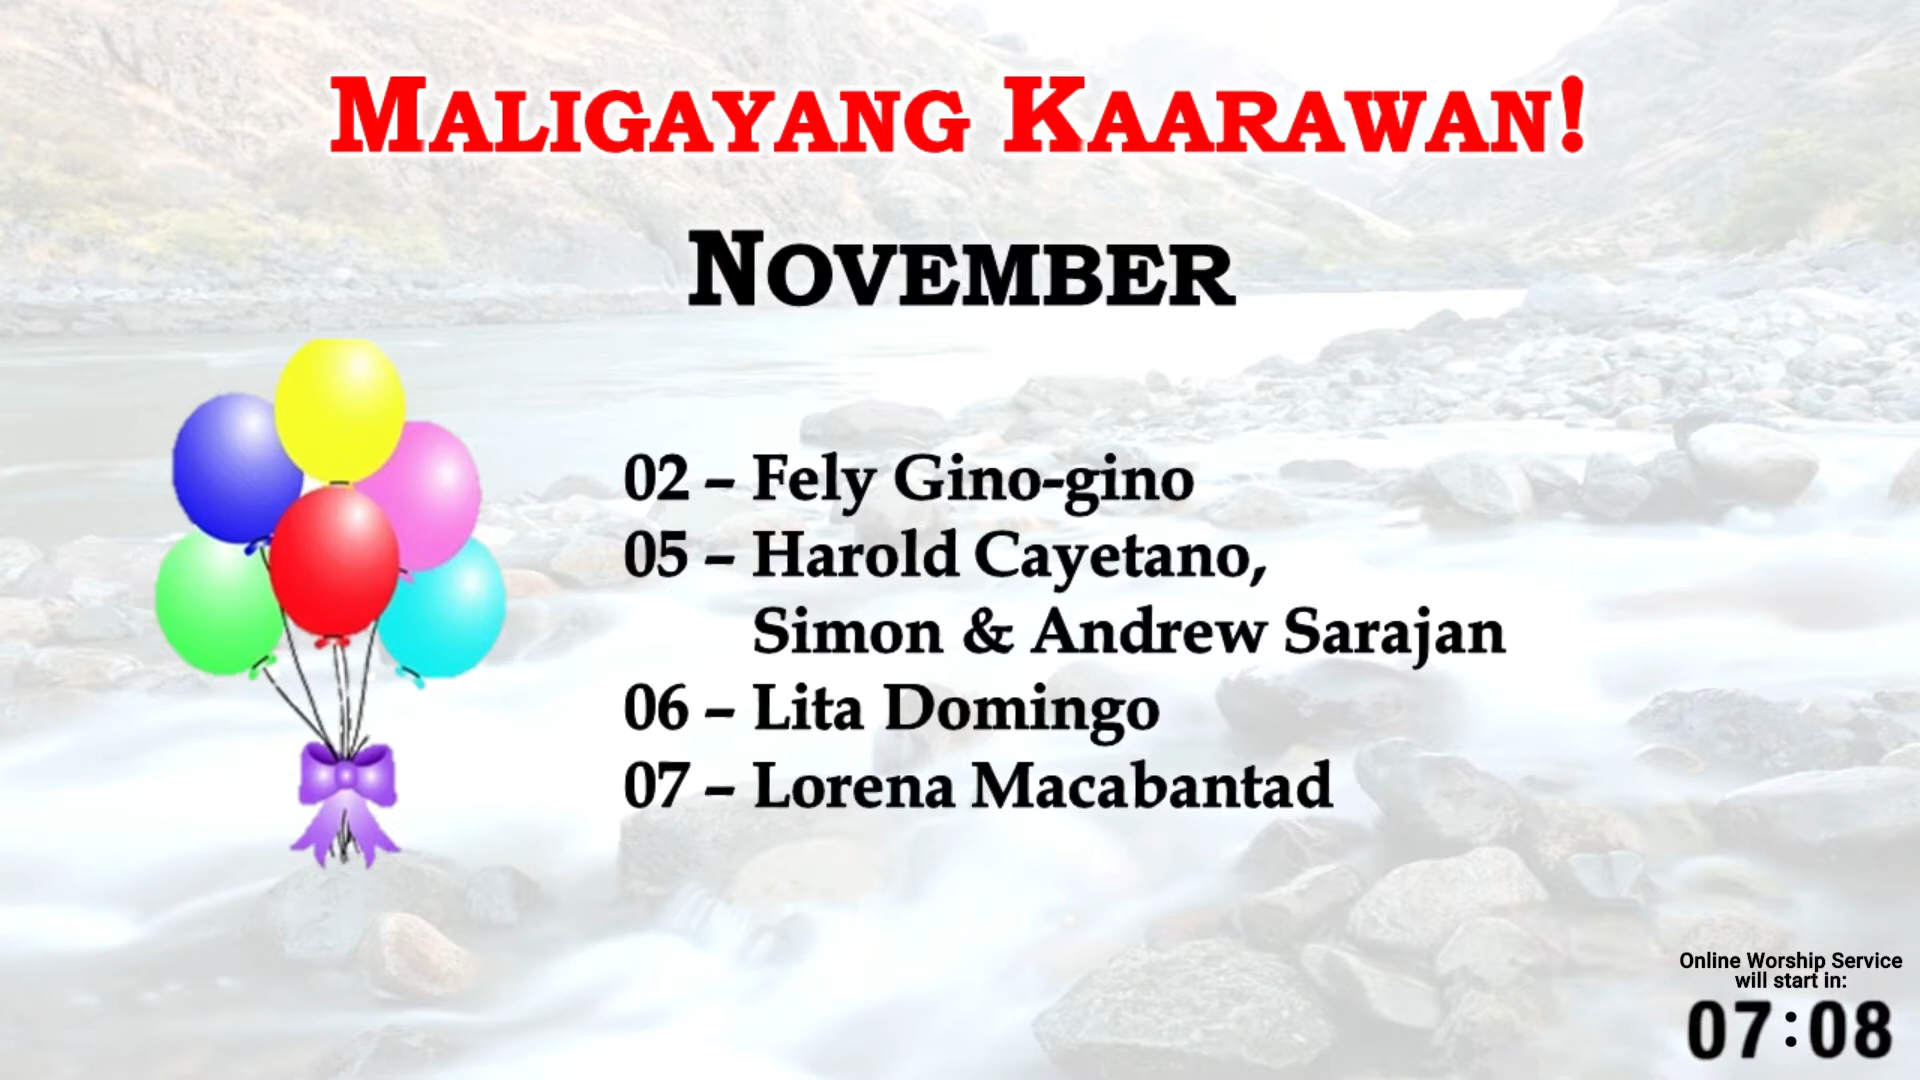 MALIGAYANG KAARAWAN!
NOVEMBER
02 – Fely Gino-gino
05 – Harold Cayetano,
Simon & Andrew Sarajan
06 – Lita Domingo
07 – Lorena Macabantad
Online Worship Service
will start in:
07:08